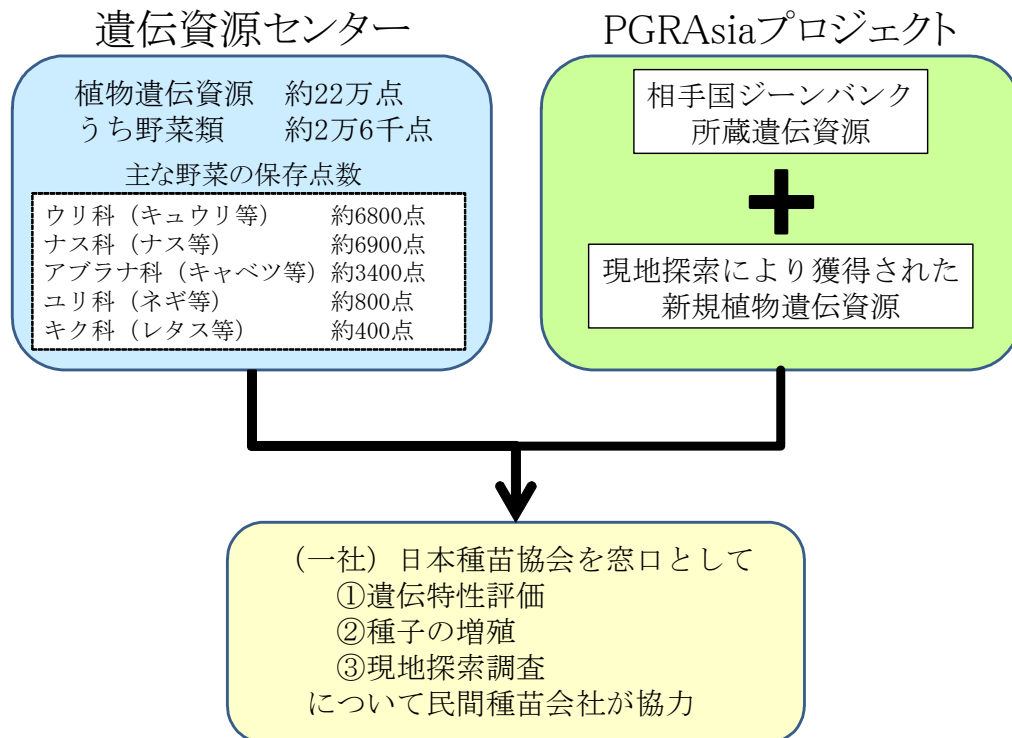 遺伝資源センター
植物遺伝資源 約22万点
うち野菜類 約2万6千点
主な野菜の保存点数
ウリ科（キュウリ等） 約6800点
ナス科（ナス等） 約6900点
アブラナ科（キャベツ等）約3400点
ユリ科（ネギ等） 約800点
キク科（レタス等） 約400点
PGRAsiaプロジェクト
相手国ジーンバンク
所蔵遺伝資源
現地探索により獲得された
新規植物遺伝資源
（一社）日本種苗協会を窓口として
①遺伝特性評価
②種子の増殖
③現地探索調査
について民間種苗会社が協力